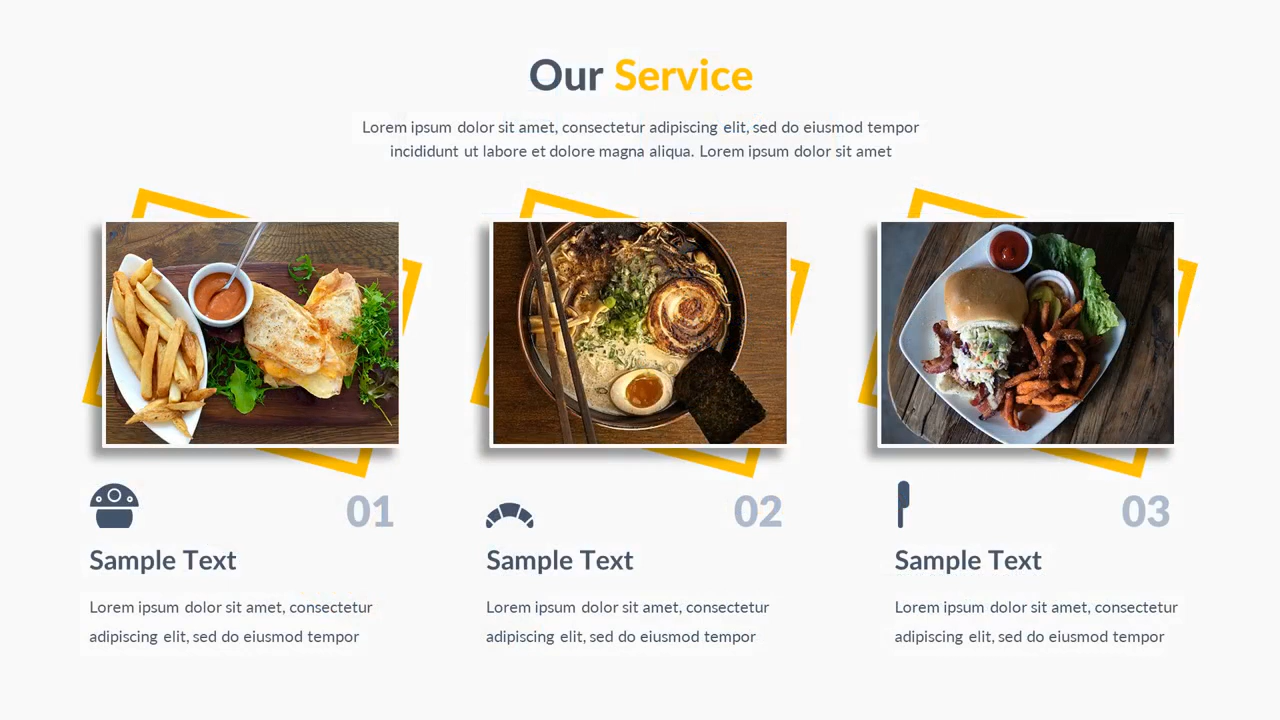 Our Service
Lorem ipsum dolor sit amet, consectetur adipiscing elit, sed do eiusmod tempor
incididunt ut labore et dolore magna aliqua. Lorem ipsum dolor sit amet
01
Sample Text
Lorem ipsum dolor sit amet, consectetur
adipiscing elit, sed do eiusmod tempor
02
Sample Text
Lorem ipsum dolor sit amet, consectetur
adipiscing elit, sed do eiusmod tempor
03
Sample Text
Lorem ipsum dolor sit amet, consectetur
adipiscing elit, sed do eiusmod tempor